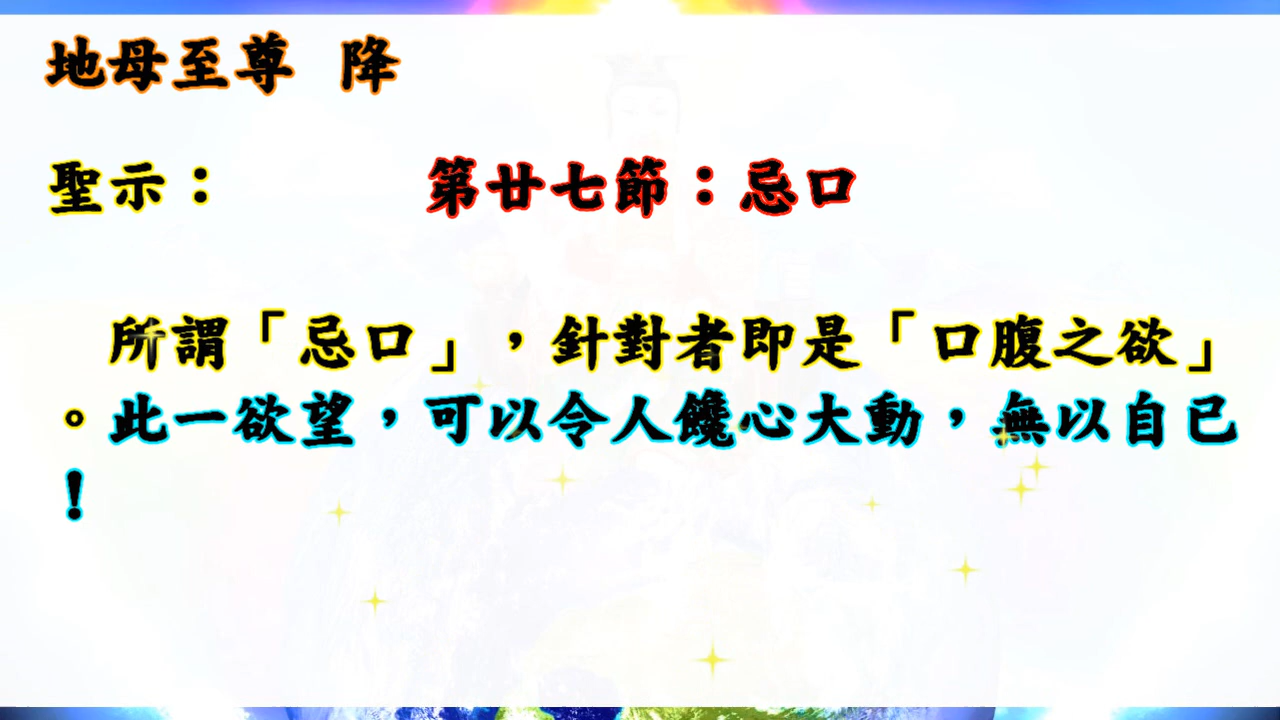 地母至尊 降
聖示： 第廿七節：忌口
所謂「忌口」，針對者即是「口腹之欲」
。此一欲望，可以令人饞心大動，無以自已
！